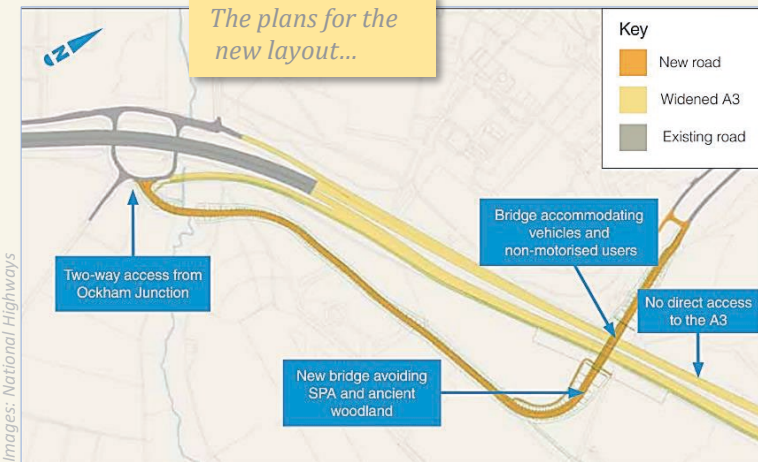 The plans for the
new layout...
N
Key
New road
Widened A3
Existing road
Bridge accommodating
vehicles and
non-motorised users
Two-way access from
Ockham Junction
No direct access
to the A3
New bridge avoiding
SPA and ancient
woodland
Images: National Highways